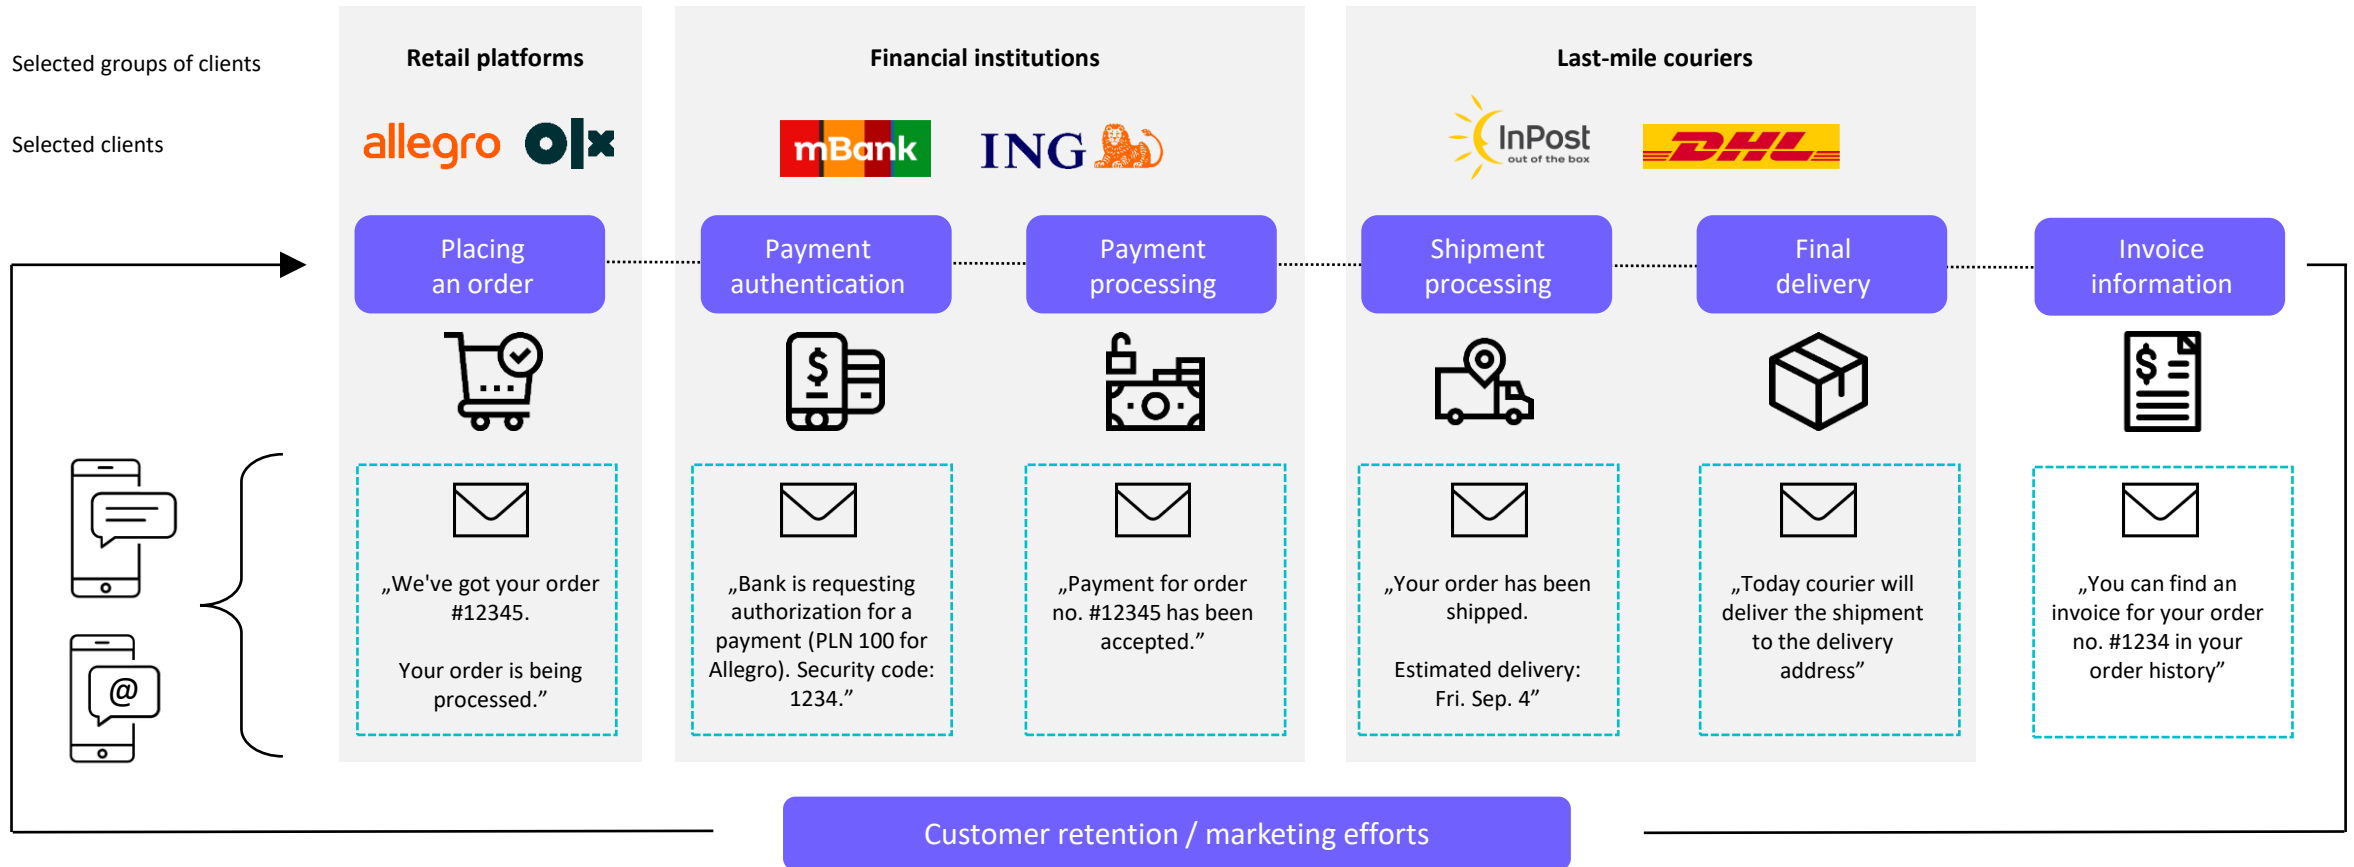 Selected groups of clients
Retail platforms
Financial institutions
Last-mile couriers
Selected clients
allegro
olx
mBank
ING
InPost
out of the box
DHL
Placing
an order
Payment
authentication
Payment
processing
Shipment
processing
Final
delivery
Invoice
information
$
$
@
„We've got your order
#12345.
Your order is being
processed.”
„Bank is requesting
authorization for a
payment (PLN 100 for
Allegro). Security code:
1234.”
„Payment for order
no. #12345 has been
accepted.”
„Your order has been
shipped.
Estimated delivery:
Fri. Sep. 4”
„Today courier will
deliver the shipment
to the delivery
address”
„You can find an
invoice for your order
no. #1234 in your
order history”
Customer retention / marketing efforts